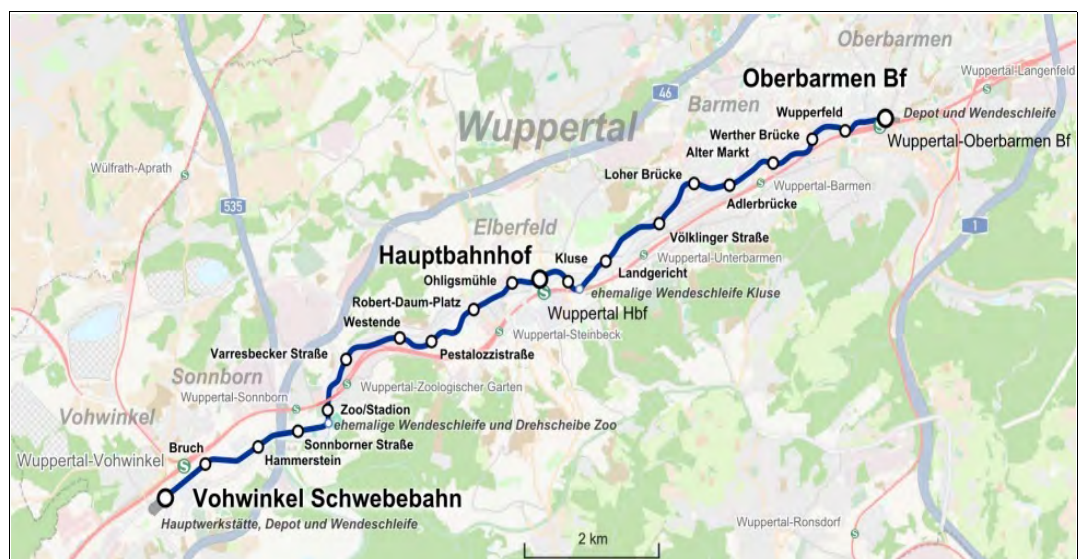 Oberbarmen
Oberbarmen Bf
Wuppertal-Langenfeld
S
46
Barmen
Wupperfeld
Depot und Wendeschleife
Wuppertal
Werther Brücke
S
Wuppertal-Oberbarmen Bf
Alter Markt
Wülfrath-Aprath
S
Loher Brücke
S
Wuppertal-Barmen
Adlerbrücke
535
Elberfeld
1
Völklinger Straße
Hauptbahnhof
Kluse
S
Wuppertal-Unterbarmen
Landgericht
Ohligsmühle
S
ehemalige Wendeschleife Kluse
Robert-Daum-Platz
Wuppertal Hbf
Westende
S
Wuppertal-Steinbeck
Varresbecker Straße
Pestalozzistraße
Sonnborn
S
Wuppertal-Zoologischer Garten
Wuppertal-Sonnborn
S
Vohwinkel
Zoo/Stadion
ehemalige Wendeschleife und Drehscheibe Zoo
Bruch
Sonnborner Straße
Wuppertal-Vohwinkel
S
Hammerstein
Vohwinkel Schwebebahn
Hauptwerkstätte, Depot und Wendeschleife
Wuppertal-Ronsdorf
S
2 km